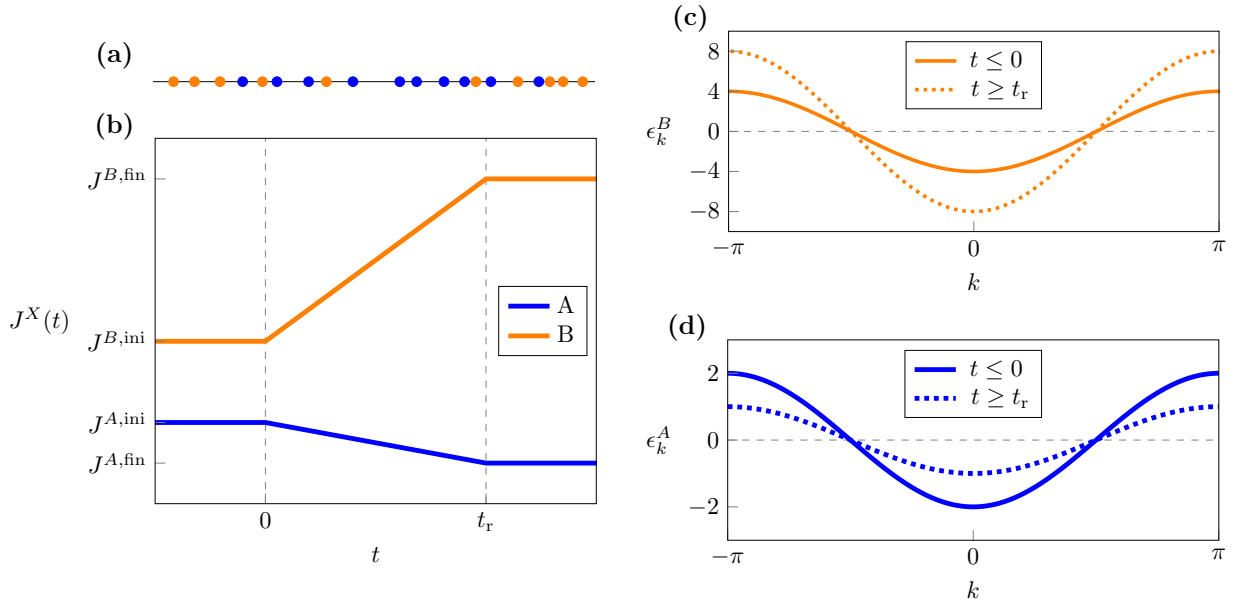 (a)
(b)
J^{B,fin}
J^X(t)
J^{B,ini}
J^{A,ini}
J^{A,fin}
A
B
0
t_r
t
(c)
8
4
0
−4
−8
ϵ_k^B
t ≤ 0
t ≥ t_r
−π
0
π
k
(d)
2
0
−2
ϵ_k^A
t ≤ 0
t ≥ t_r
−π
0
π
k